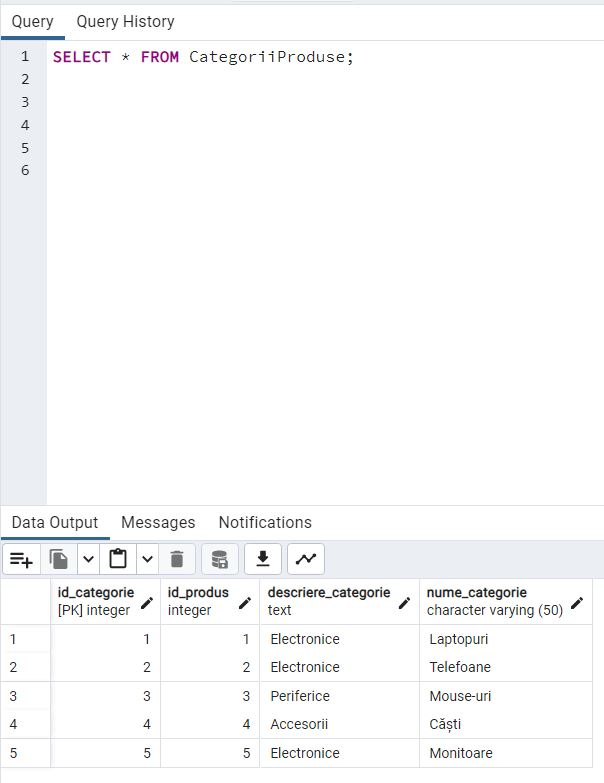 Query Query History
1 SELECT * FROM CategoriiProduse;
2
3
4
5
6
Data Output Messages Notifications
id_categorie id_produs descriere_categorie nume_categorie
[PK] integer integer text character varying (50)
1 1 1 Electronice Laptopuri
2 2 2 Electronice Telefoane
3 3 3 Periferice Mouse-uri
4 4 4 Accesorii Căști
5 5 5 Electronice Monitoare